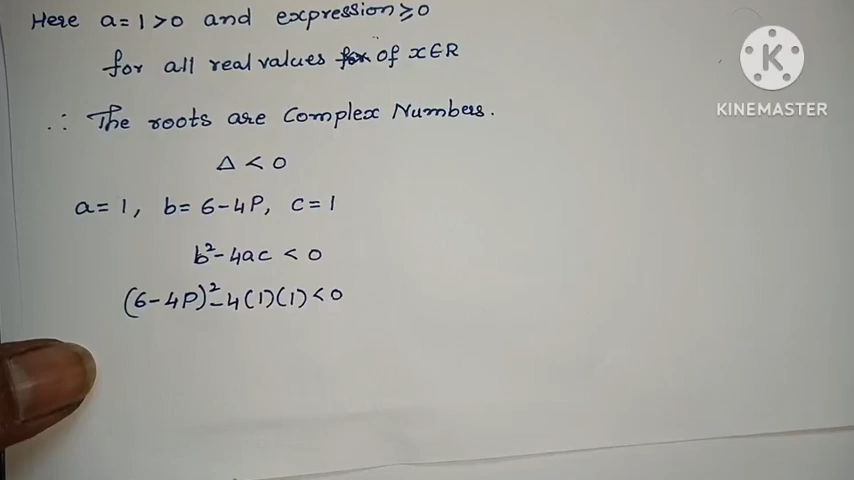 Here a = 1 > 0 and expression ≥ 0
for all real values of x ∈ R
∴ The roots are Complex Numbers.
Δ < 0
a = 1, b = 6 - 4P, c = 1
b² - 4ac < 0
(6 - 4P)² - 4(1)(1) < 0
K
KINEMASTER